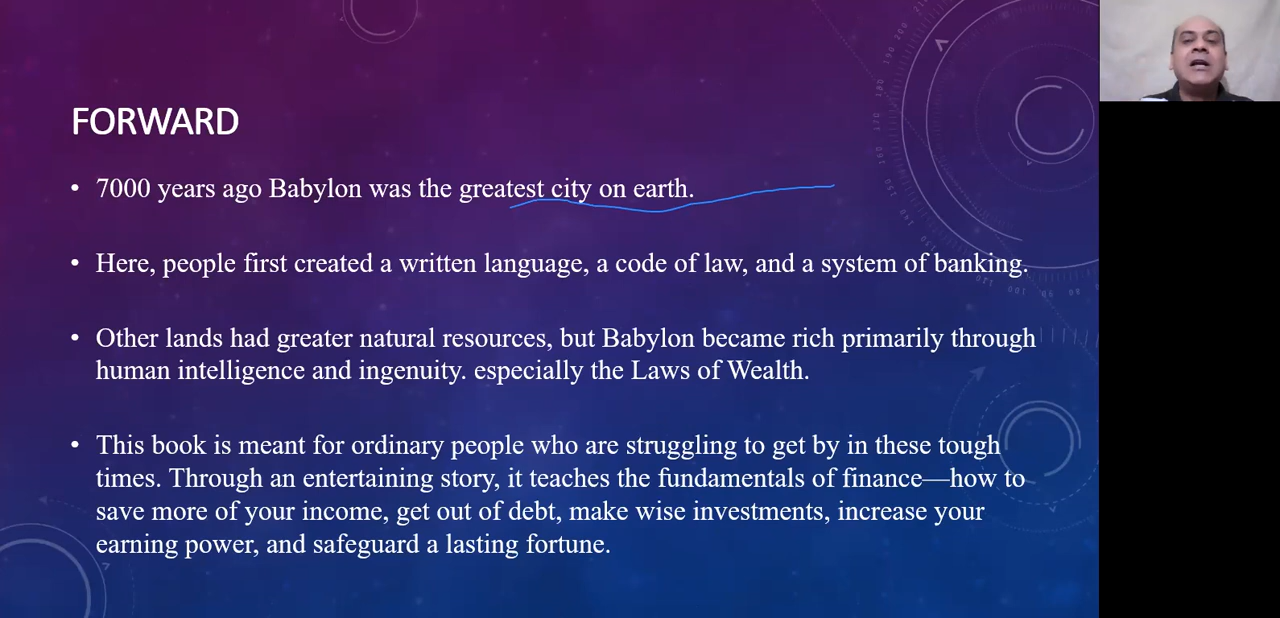 FORWARD
• 7000 years ago Babylon was the greatest city on earth.
• Here, people first created a written language, a code of law, and a system of banking.
• Other lands had greater natural resources, but Babylon became rich primarily through
human intelligence and ingenuity. especially the Laws of Wealth.
• This book is meant for ordinary people who are struggling to get by in these tough
times. Through an entertaining story, it teaches the fundamentals of finance—how to
save more of your income, get out of debt, make wise investments, increase your
earning power, and safeguard a lasting fortune.